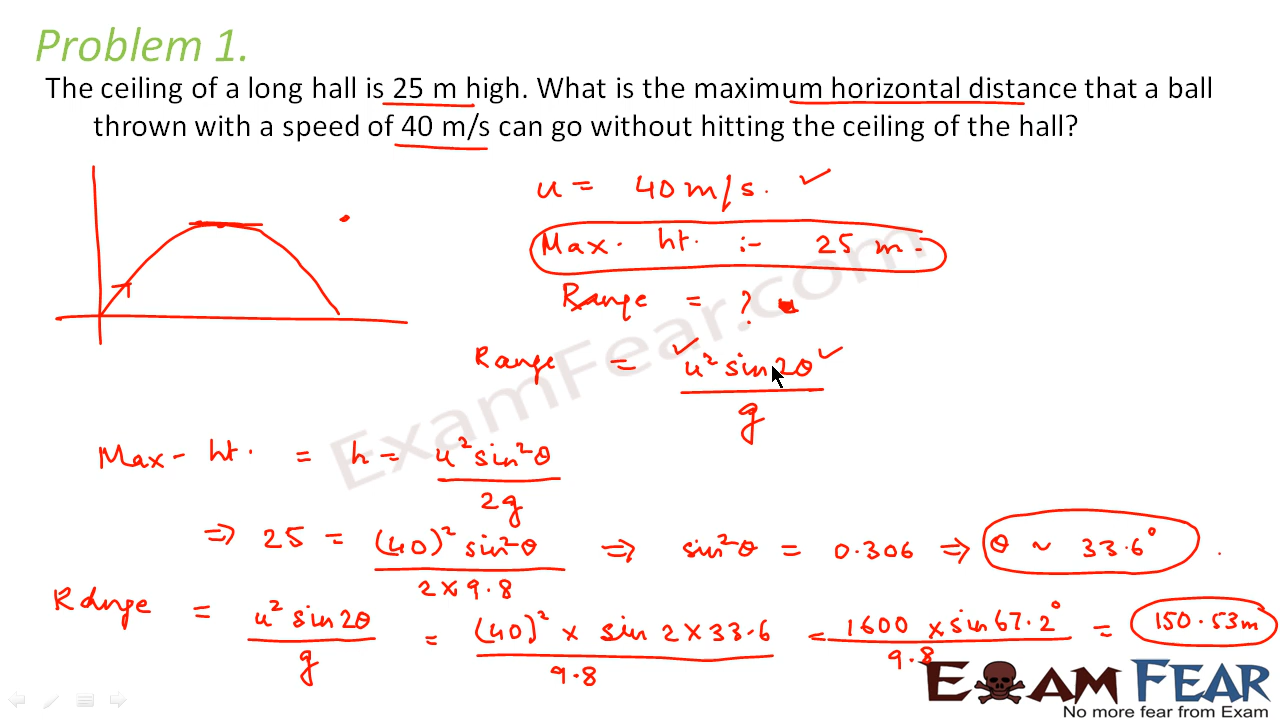 Problem 1.
The ceiling of a long hall is 25 m high. What is the maximum horizontal distance that a ball
thrown with a speed of 40 m/s can go without hitting the ceiling of the hall?
u = 40 m/s. ✓
Max. ht. :- 25 m.
Range = ?
Range = u² sin2θ / g
Max- ht. = h = u² sin²θ / 2g
⇒ 25 = (40)² sin²θ / 2×9.8 ⇒ sin²θ = 0.306 ⇒ θ ~ 33.6°
Range = u² sin2θ / g = (40)² × sin 2×33.6 / 9.8 = 1600 × sin67.2° / 9.8 = 150.53m
ExamFear.com
EXAM FEAR
No more fear from Exam